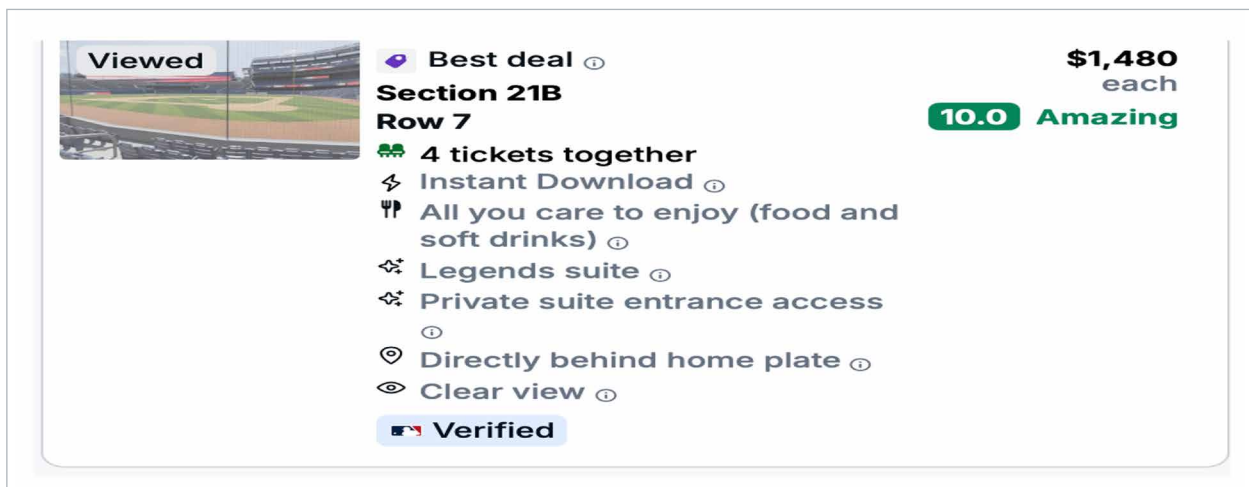 Viewed
Best deal
$1,480
each
Section 21B
Row 7
10.0 Amazing
4 tickets together
Instant Download
All you care to enjoy (food and
soft drinks)
Legends suite
Private suite entrance access
Directly behind home plate
Clear view
Verified